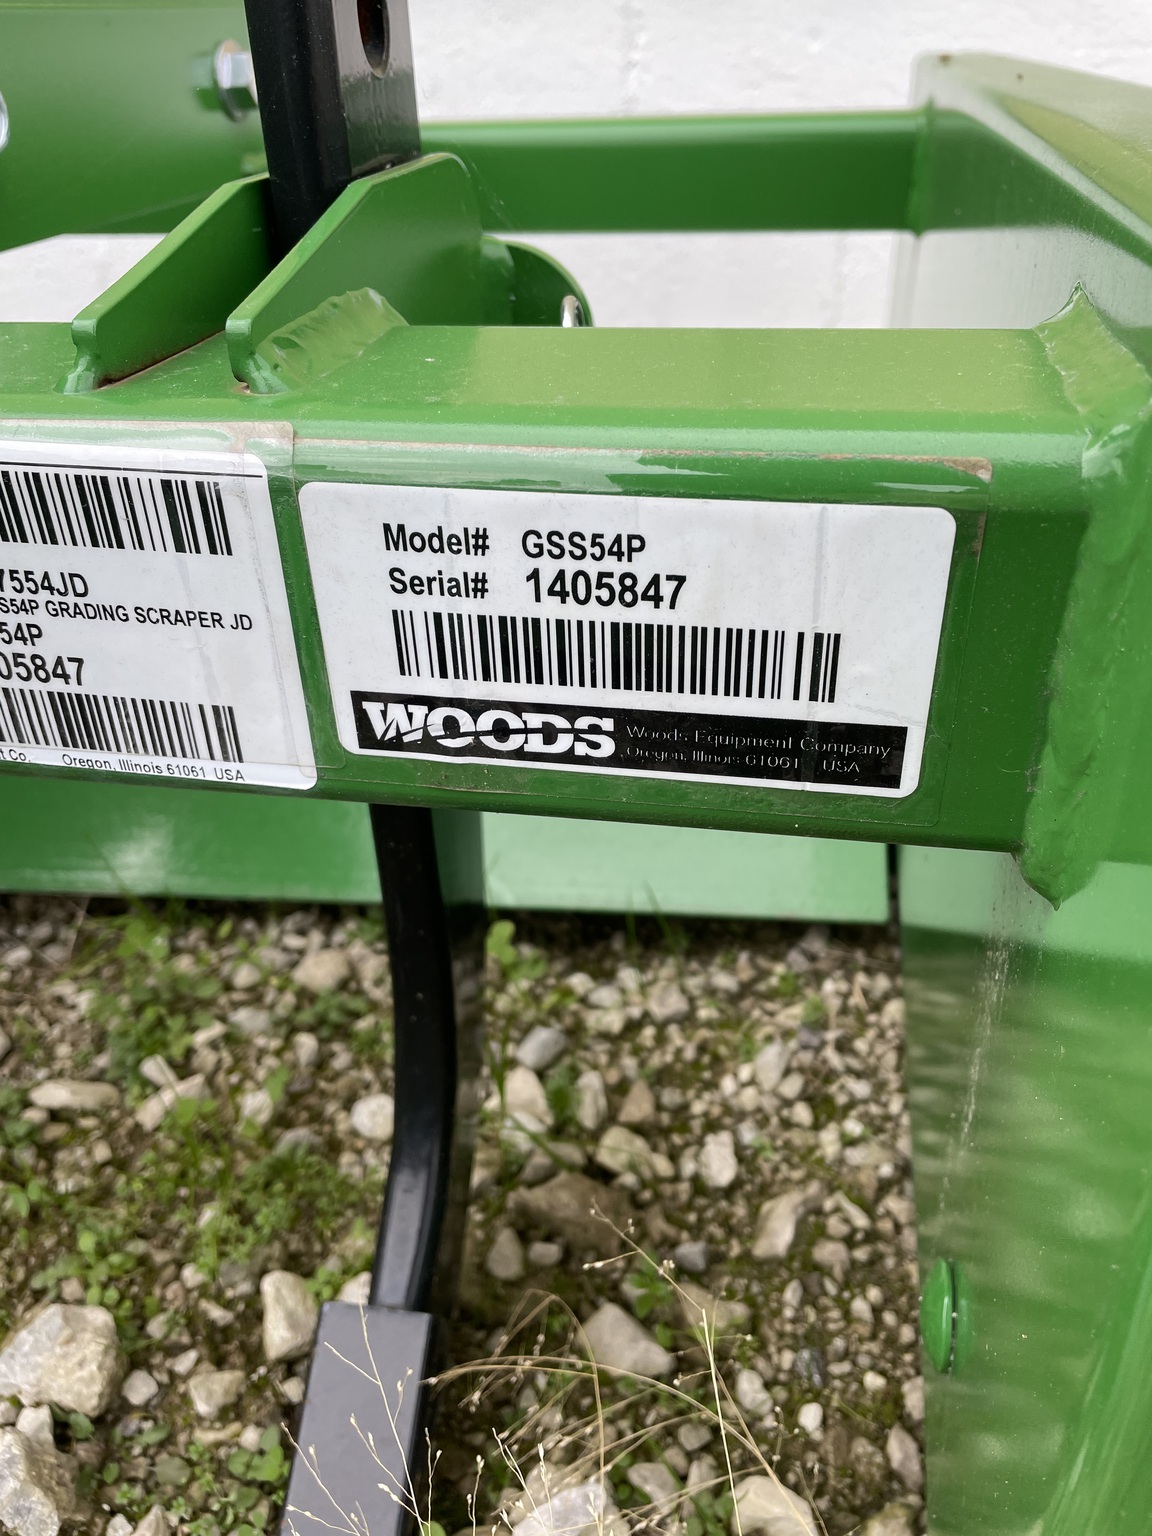 7554JD
S54P GRADING SCRAPER JD
54P
05847
t Co. Oregon, Illinois 61061 USA
Model# GSS54P
Serial# 1405847
WOODS
Woods Equipment Company
Oregon, Illinois 61061 USA